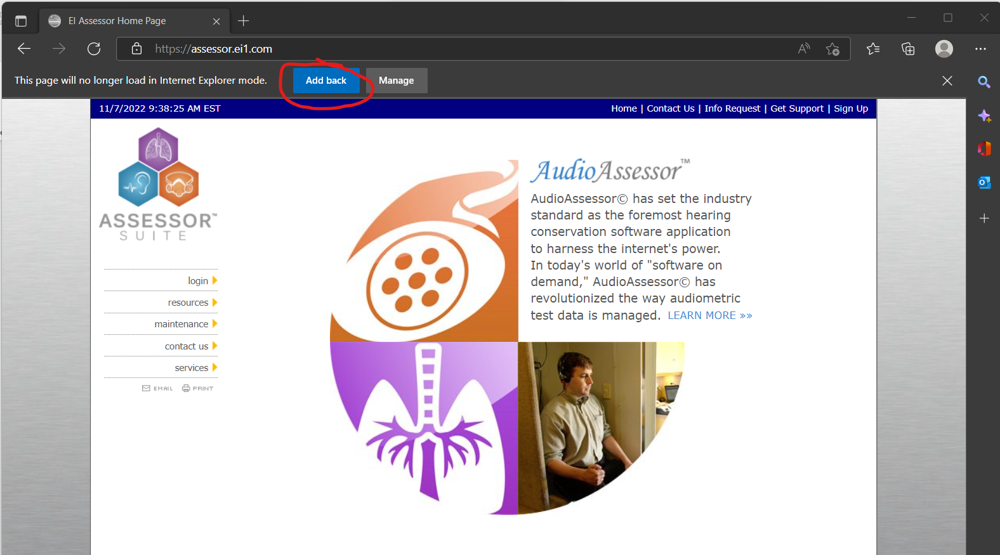 EI Assessor Home Page
https://assessor.ei1.com
This page will no longer load in Internet Explorer mode.
Add back
Manage
11/7/2022 9:38:25 AM EST
Home | Contact Us | Info Request | Get Support | Sign Up
ASSESSOR™
SUITE
login
resources
maintenance
contact us
services
EMAIL
PRINT
AudioAssessor™
AudioAssessor© has set the industry
standard as the foremost hearing
conservation software application
to harness the internet's power.
In today's world of "software on
demand," AudioAssessor© has
revolutionized the way audiometric
test data is managed. LEARN MORE »»